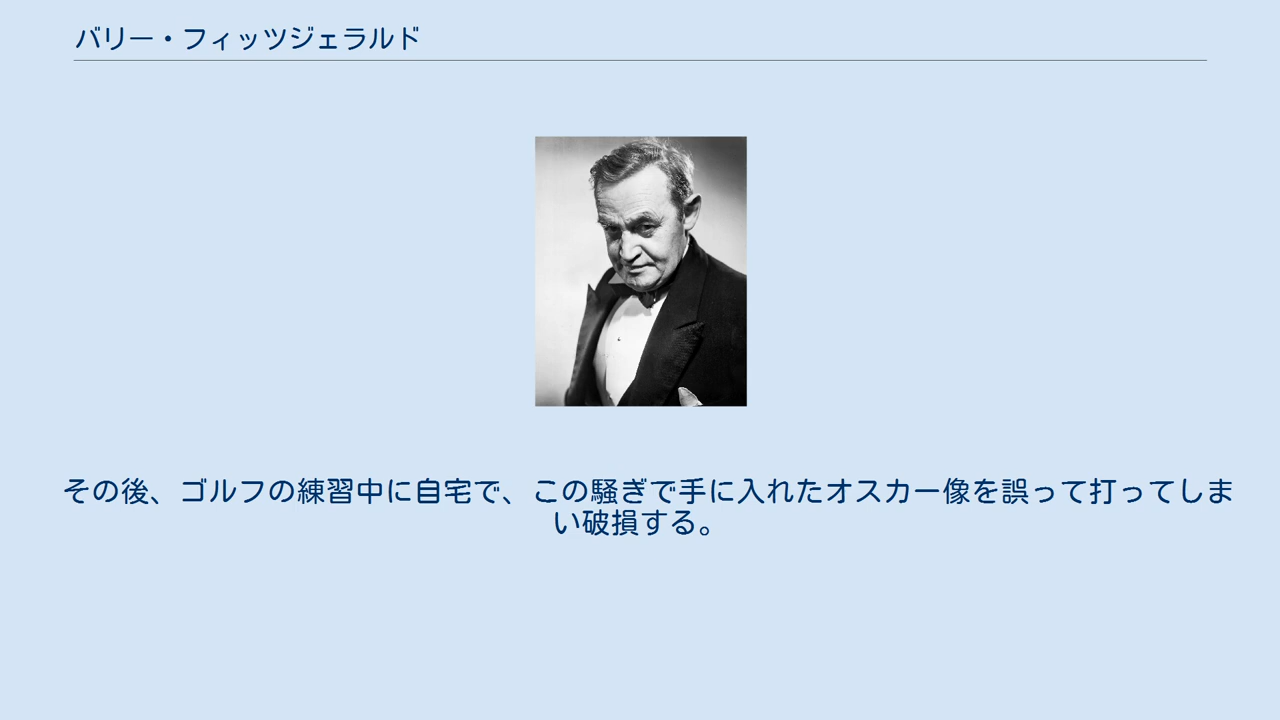 バリー・フィッツジェラルド
その後、ゴルフの練習中に自宅で、この騒ぎで手に入れたオスカー像を誤って打ってしま
い破損する。